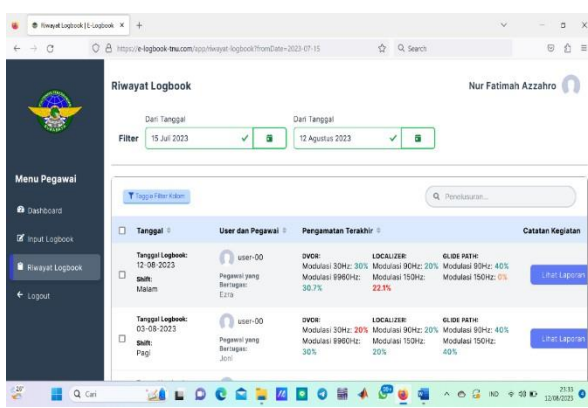 Riwayat Logbook | E-Logbook
https://e-logbook-tnu.com/app/riwayat-logbook?fromDate=2023-07-15
Search
Riwayat Logbook
Nur Fatimah Azzahro
Dari Tanggal
Dari Tanggal
Filter
15 Juli 2023
12 Agustus 2023
Menu Pegawai
Dashboard
Input Logbook
Riwayat Logbook
Logout
Toggle Filter Kolom
Penelusuran...
Tanggal
User dan Pegawai
Pengamatan Terakhir
Catatan Kegiatan
Tanggal Logbook:
12-08-2023
Shift:
Malam
user-00
Pegawai yang
Bertugas:
Ezra
DVOR:
Modulasi 30Hz: 30%
Modulasi 9960Hz:
30.7%
LOCALIZER:
Modulasi 90Hz: 20%
Modulasi 150Hz:
22.1%
GLIDE PATH:
Modulasi 90Hz: 40%
Modulasi 150Hz: 0%
Lihat Laporan
Tanggal Logbook:
03-08-2023
Shift:
Pagi
user-00
Pegawai yang
Bertugas:
Joni
DVOR:
Modulasi 30Hz: 20%
Modulasi 9960Hz:
30%
LOCALIZER:
Modulasi 90Hz: 20%
Modulasi 150Hz:
20%
GLIDE PATH:
Modulasi 90Hz: 40%
Modulasi 150Hz:
40%
Lihat Laporan
Cari
IND
23:33
12/08/2023